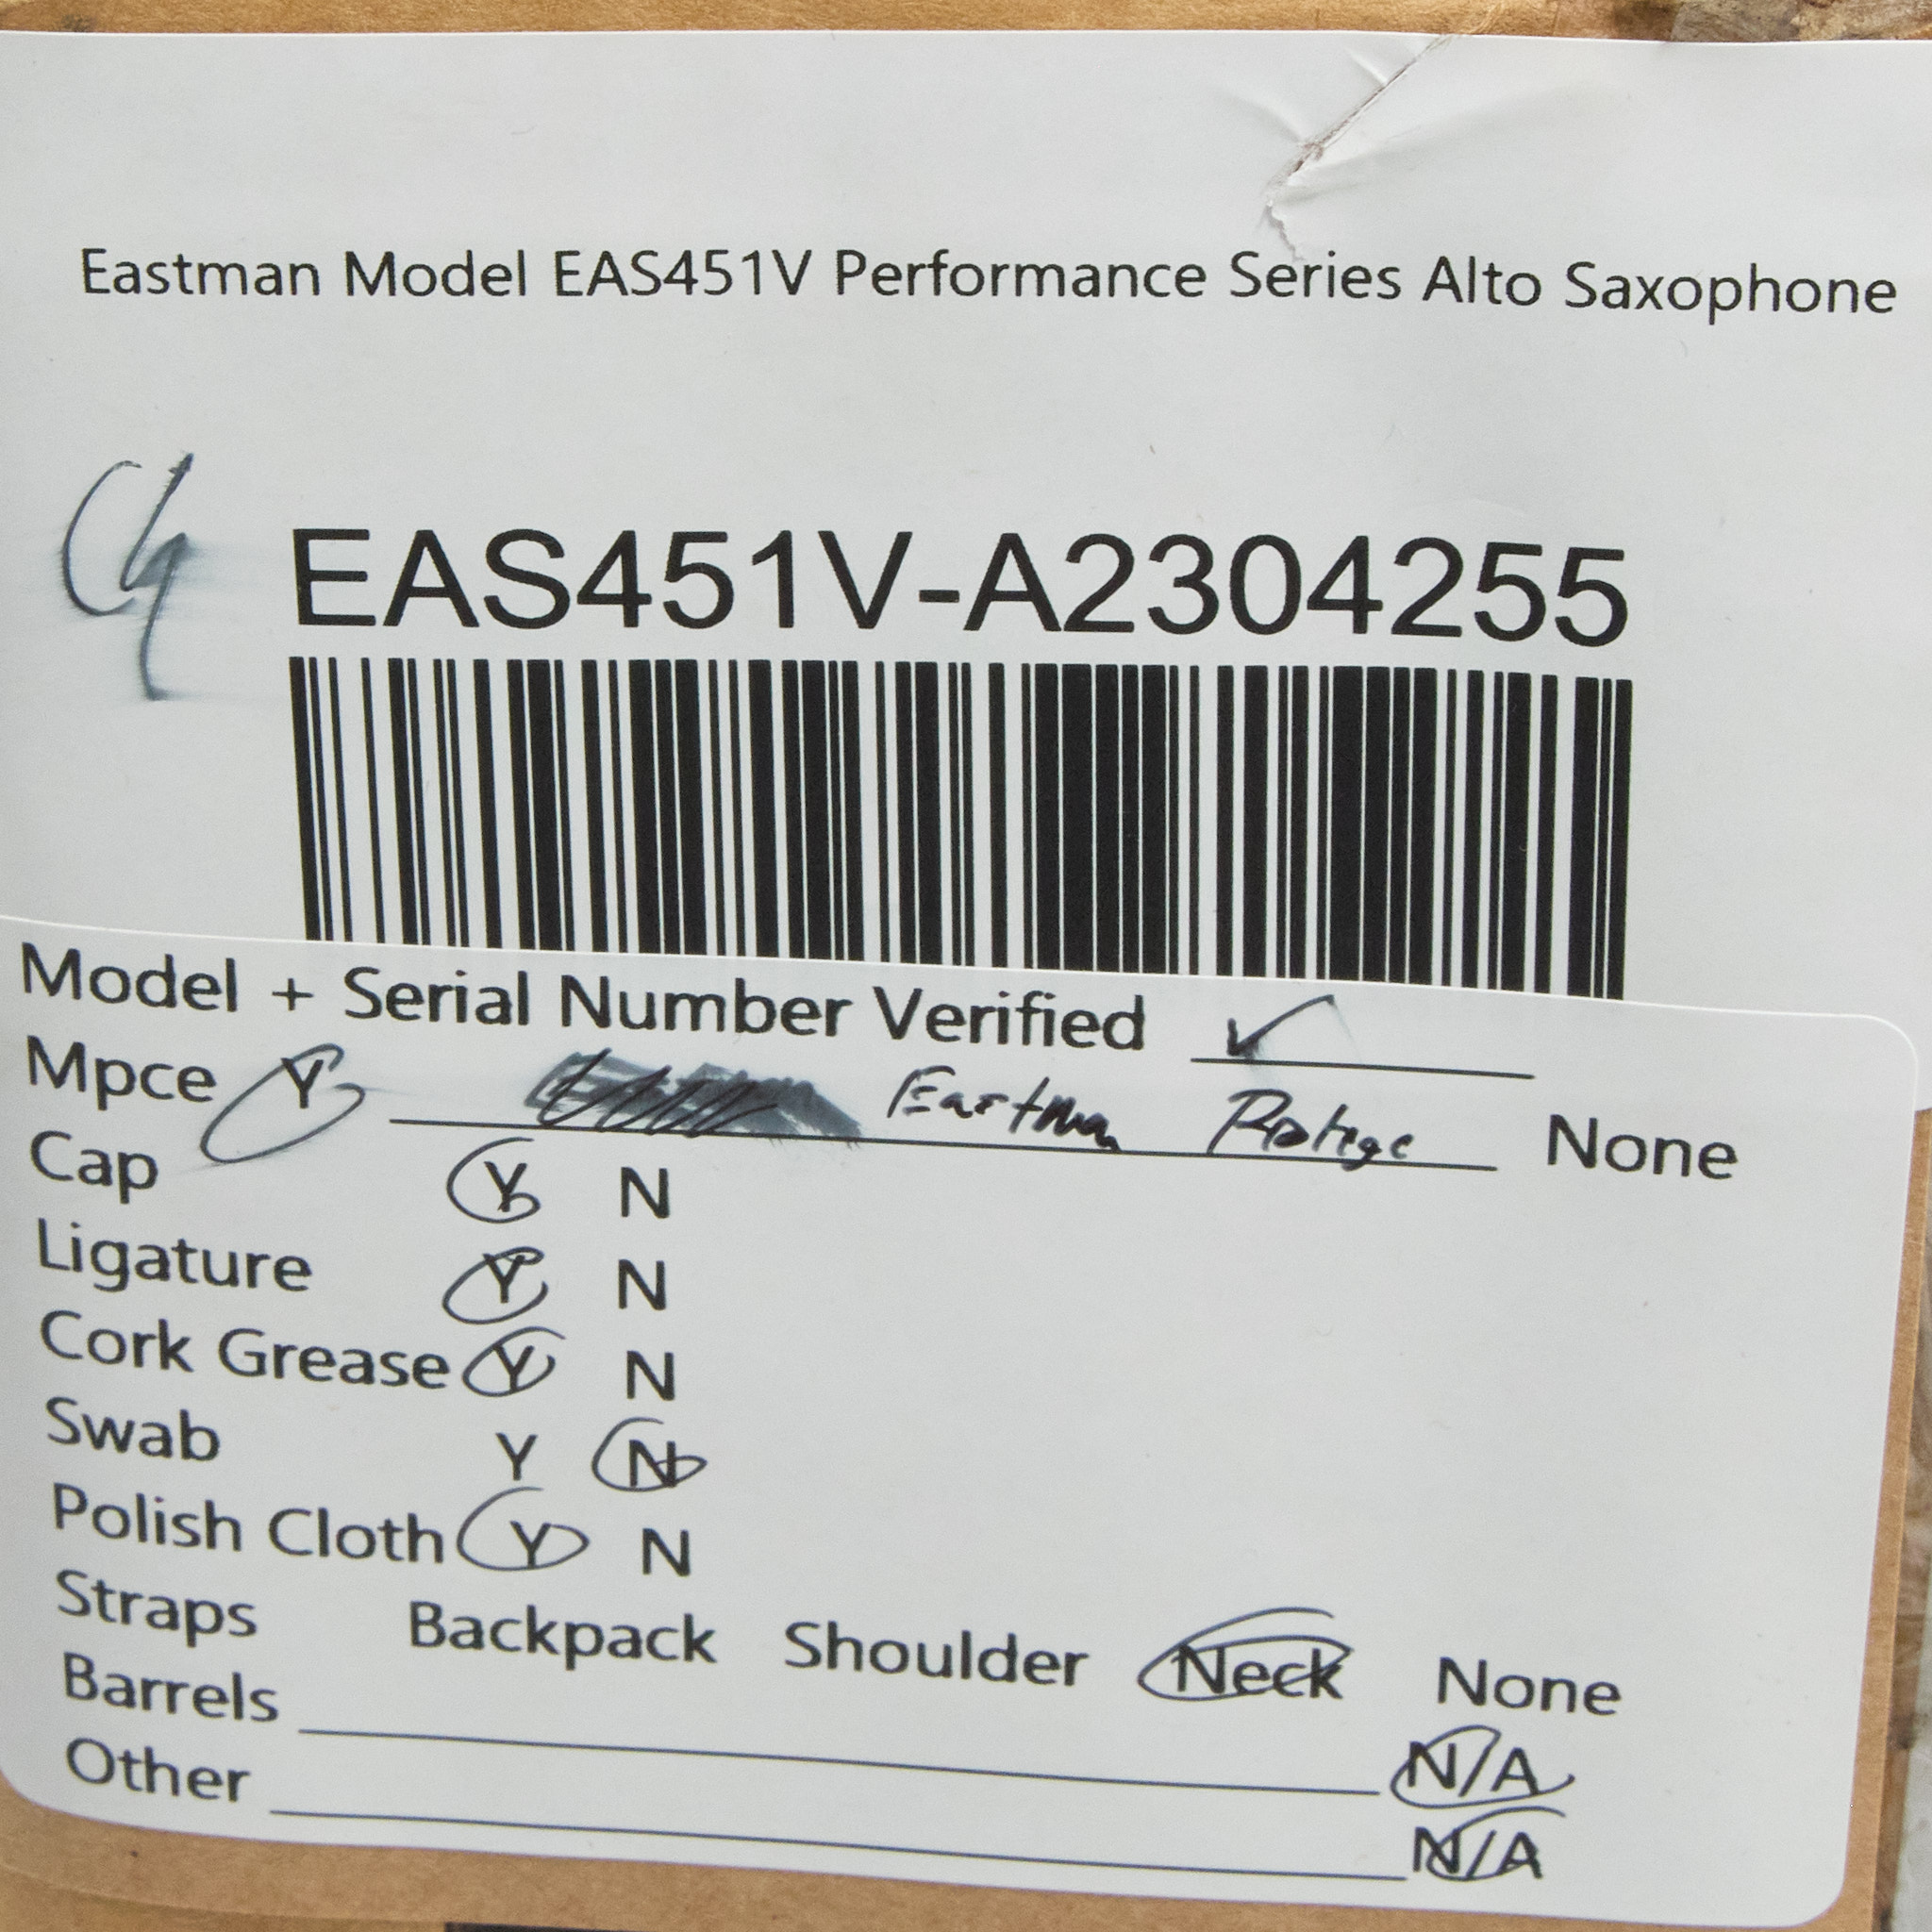 Eastman Model EAS451V Performance Series Alto Saxophone
EAS451V-A2304255
Model + Serial Number Verified ✓
Mpce Y Eastman Protege None
Cap Y N
Ligature Y N
Cork Grease Y N
Swab Y N
Polish Cloth Y N
Straps Backpack Shoulder Neck None
Barrels N/A
Other N/A